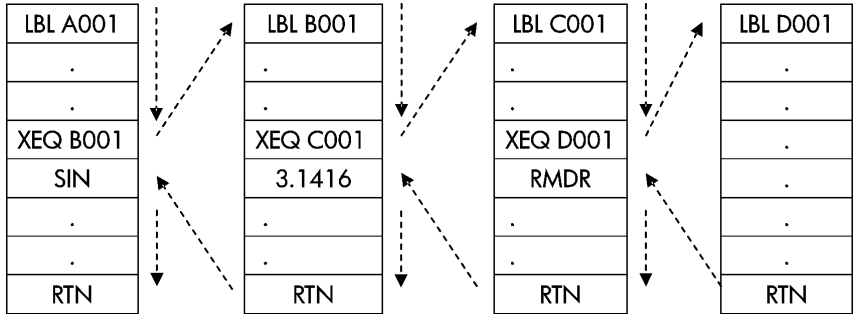 LBL A001 LBL B001 LBL C001 LBL D001
. . . .
. . . .
XEQ B001 XEQ C001 XEQ D001 .
SIN 3.1416 RMDR .
. . . .
. . . .
RTN RTN RTN RTN